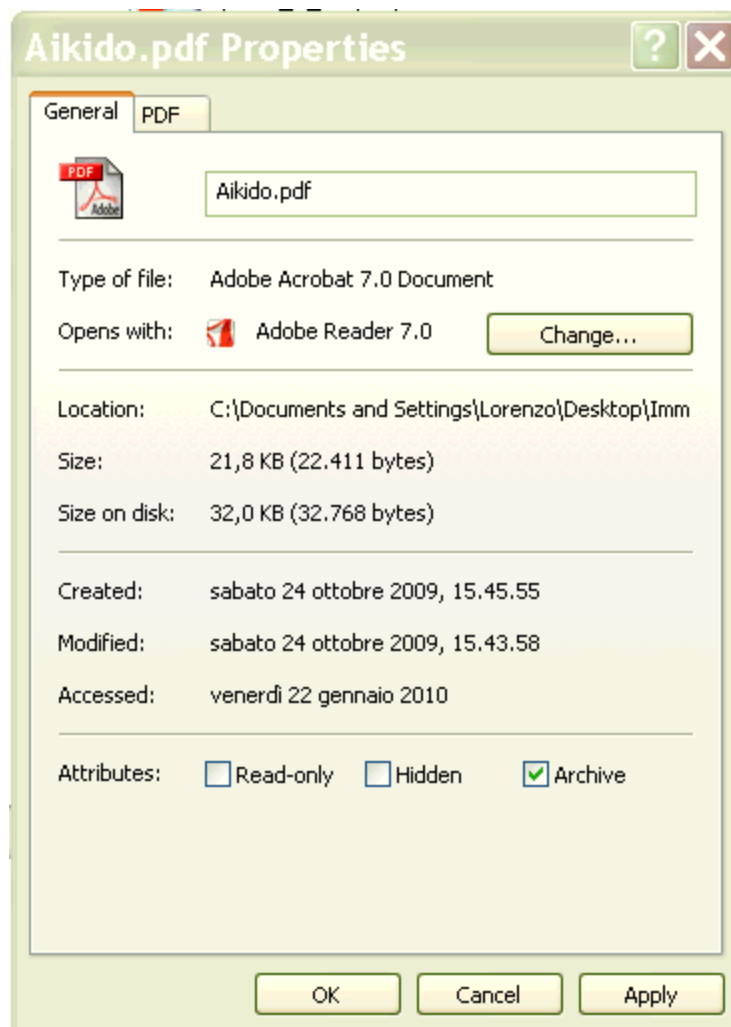 Aikido.pdf Properties
General PDF
PDF
Adobe
Aikido.pdf
Type of file: Adobe Acrobat 7.0 Document
Opens with: Adobe Reader 7.0 Change...
Location: C:\Documents and Settings\Lorenzo\Desktop\Imm
Size: 21,8 KB (22.411 bytes)
Size on disk: 32,0 KB (32.768 bytes)
Created: sabato 24 ottobre 2009, 15.45.55
Modified: sabato 24 ottobre 2009, 15.43.58
Accessed: venerdì 22 gennaio 2010
Attributes: Read-only Hidden Archive
OK Cancel Apply